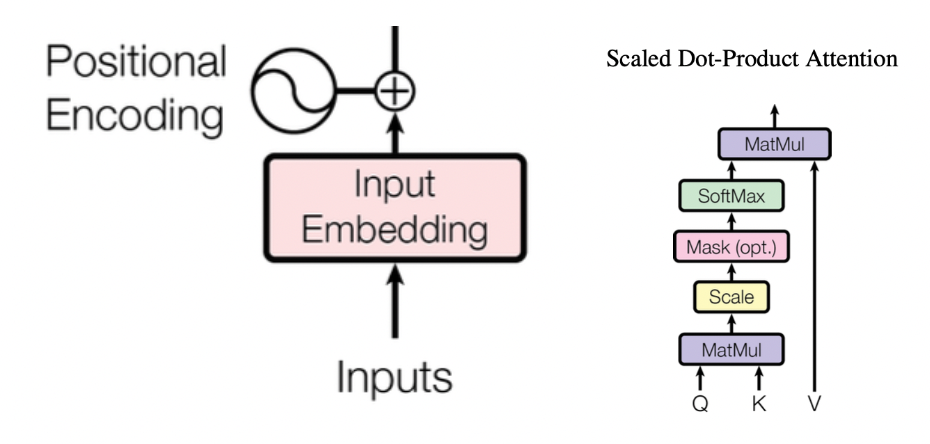 Positional
Encoding
Input
Embedding
Inputs
Scaled Dot-Product Attention
MatMul
SoftMax
Mask (opt.)
Scale
MatMul
Q K V